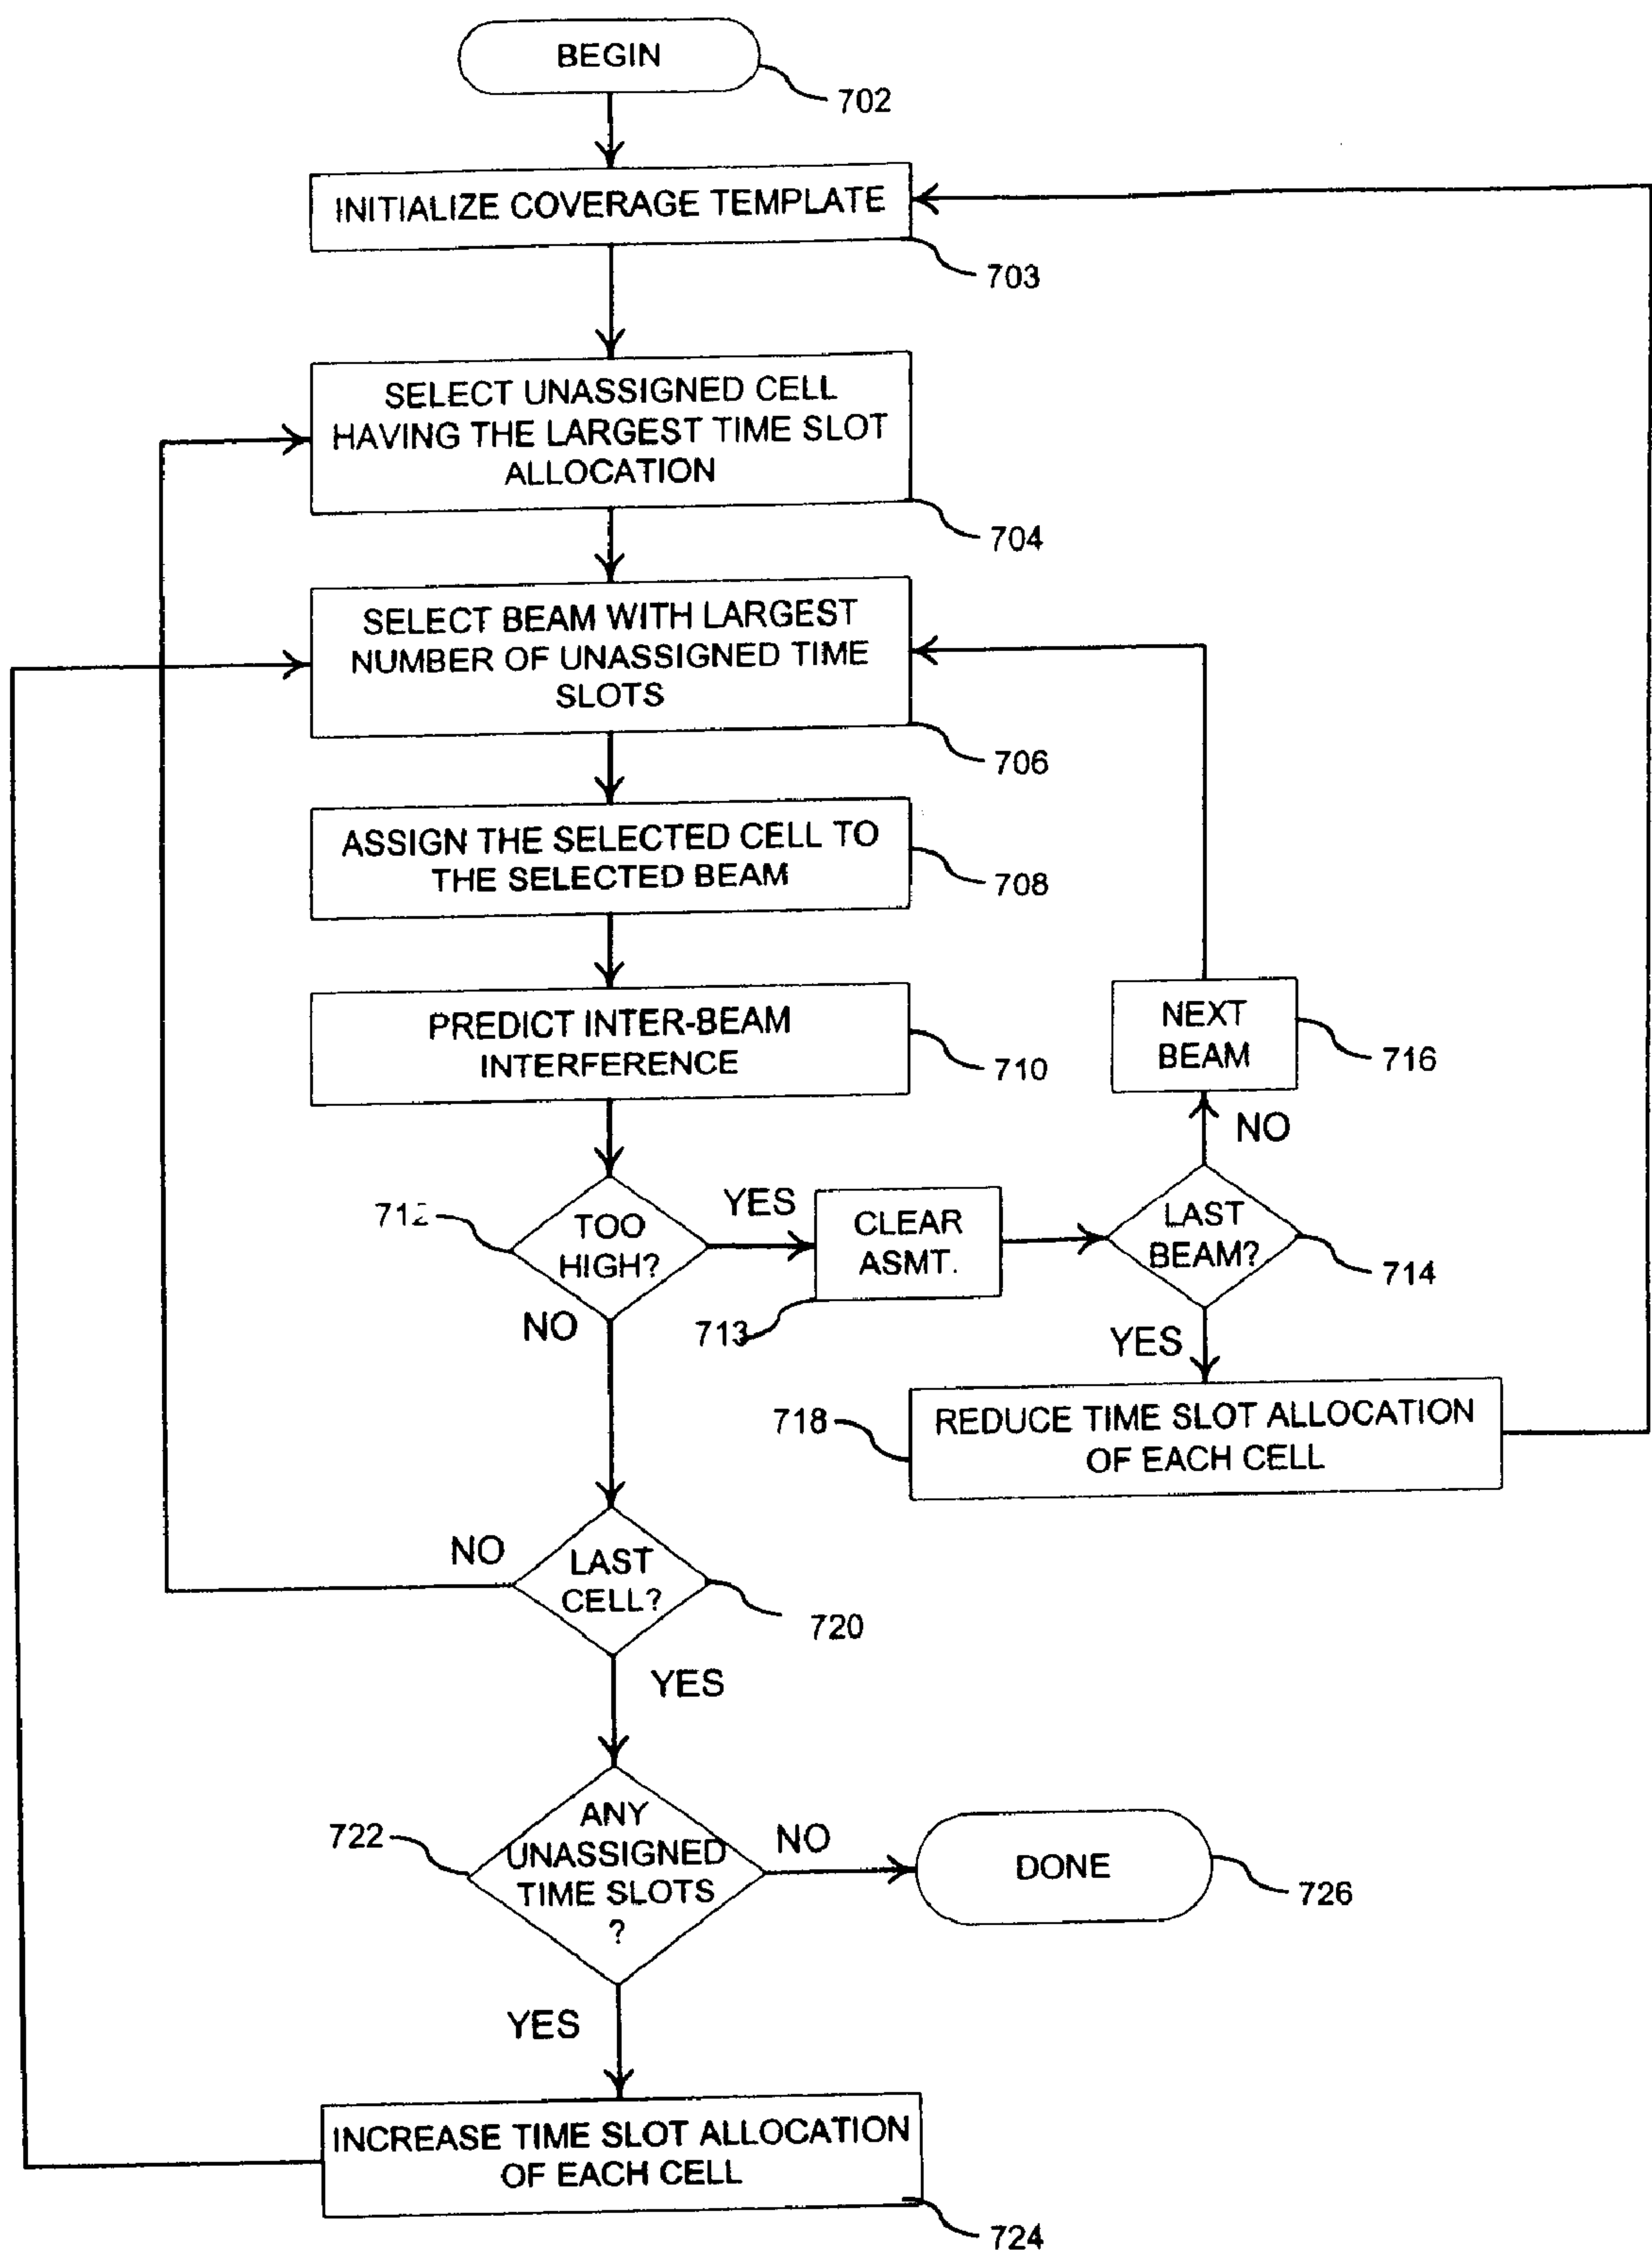 BEGIN
702
INITIALIZE COVERAGE TEMPLATE
703
SELECT UNASSIGNED CELL
HAVING THE LARGEST TIME SLOT
ALLOCATION
704
SELECT BEAM WITH LARGEST
NUMBER OF UNASSIGNED TIME
SLOTS
706
ASSIGN THE SELECTED CELL TO
THE SELECTED BEAM
708
PREDICT INTER-BEAM
INTERFERENCE
710
NEXT
BEAM
716
NO
712
TOO
HIGH?
YES
CLEAR
ASMT.
713
LAST
BEAM?
714
NO
YES
718
REDUCE TIME SLOT ALLOCATION
OF EACH CELL
NO
LAST
CELL?
720
YES
722
ANY
UNASSIGNED
TIME SLOTS
?
NO
DONE
726
YES
INCREASE TIME SLOT ALLOCATION
OF EACH CELL
724